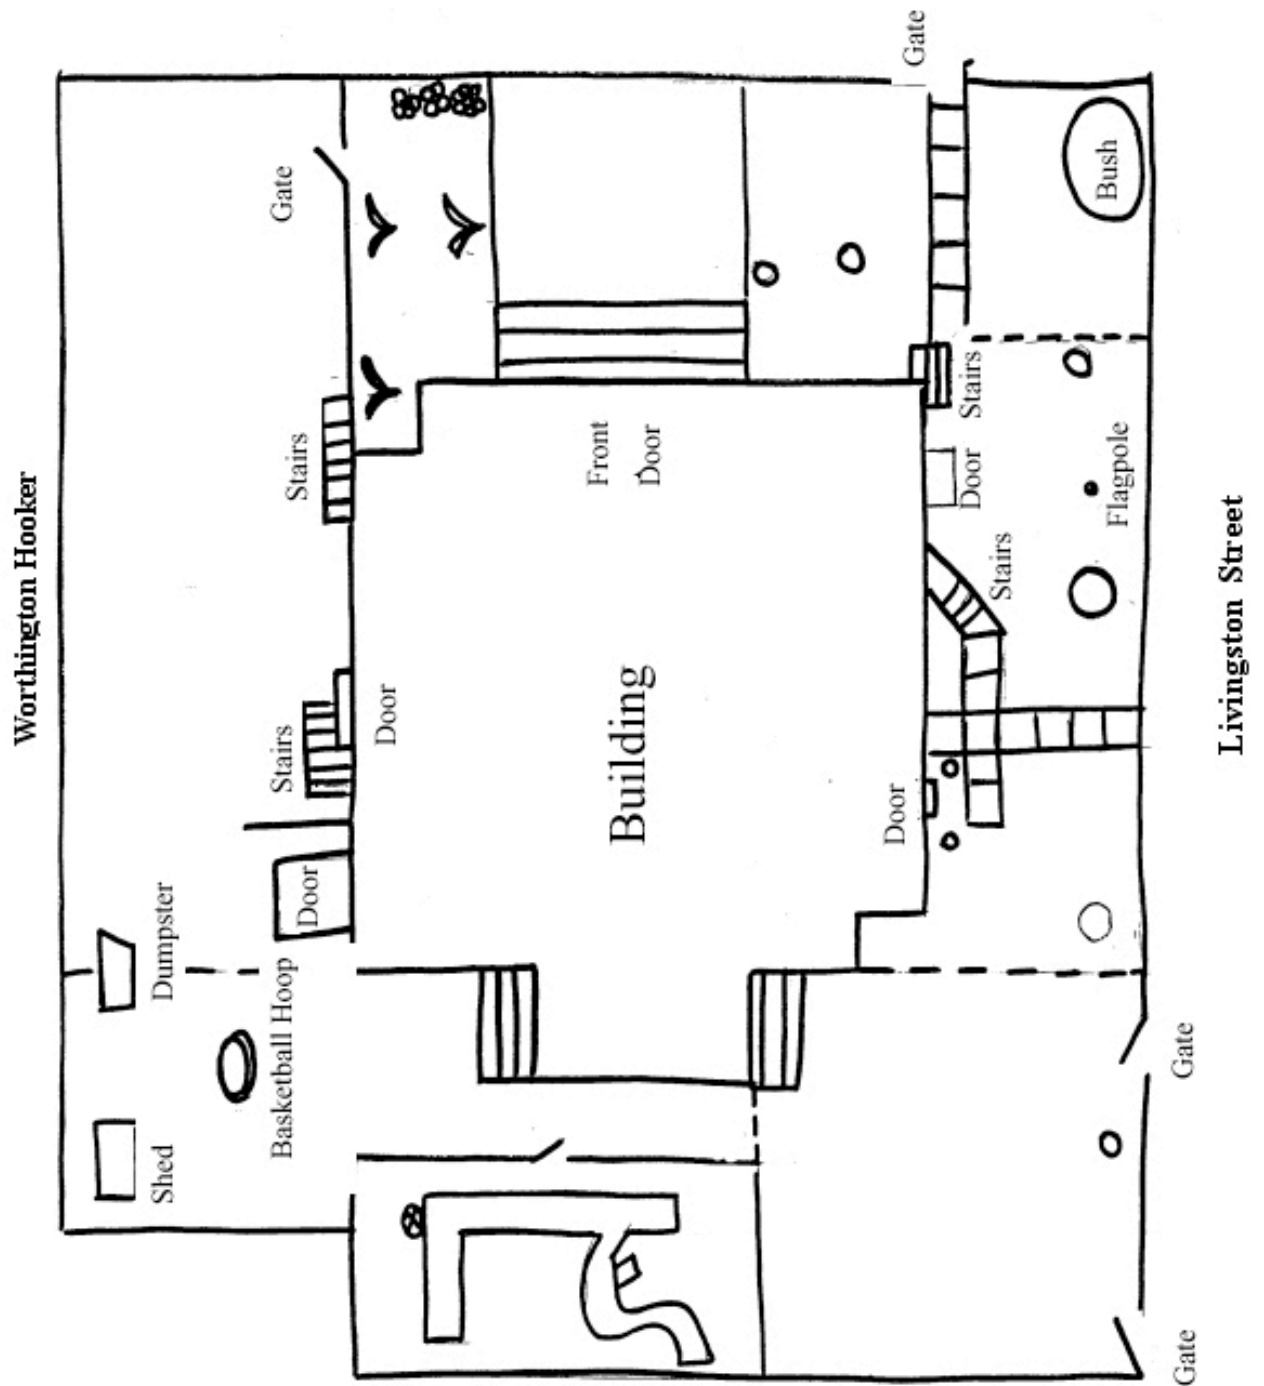 Worthington Hooker
Shed
Dumpster
Basketball Hoop
Door
Stairs
Stairs
Gate
Door
Building
Front
Door
Door
Stairs
Door
Stairs
Gate
Flagpole
Bush
Gate
Gate
Livingston Street